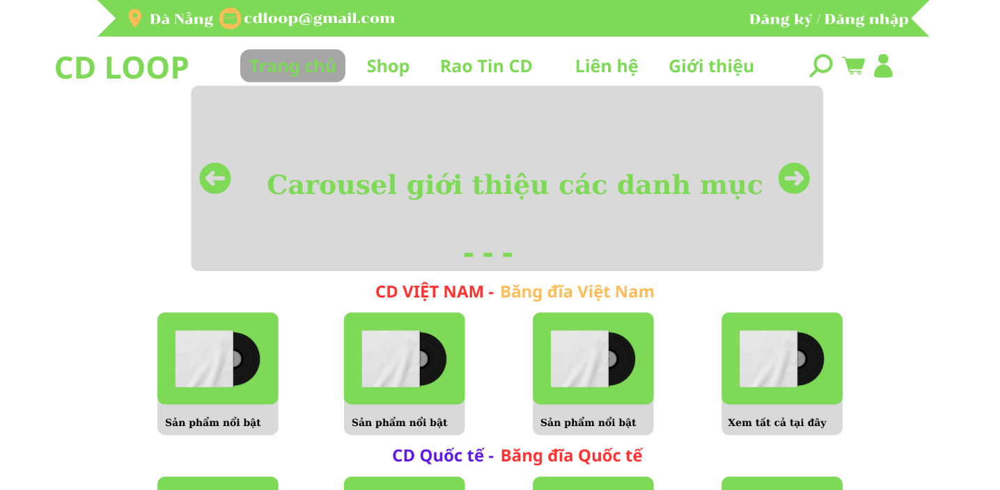 Đà Nẵng cdloop@gmail.com Đăng ký / Đăng nhập
CD LOOP Trang chủ Shop Rao Tin CD Liên hệ Giới thiệu
Carousel giới thiệu các danh mục
- - -
CD VIỆT NAM - Băng đĩa Việt Nam
Sản phẩm nổi bật Sản phẩm nổi bật Sản phẩm nổi bật Xem tất cả tại đây
CD Quốc tế - Băng đĩa Quốc tế